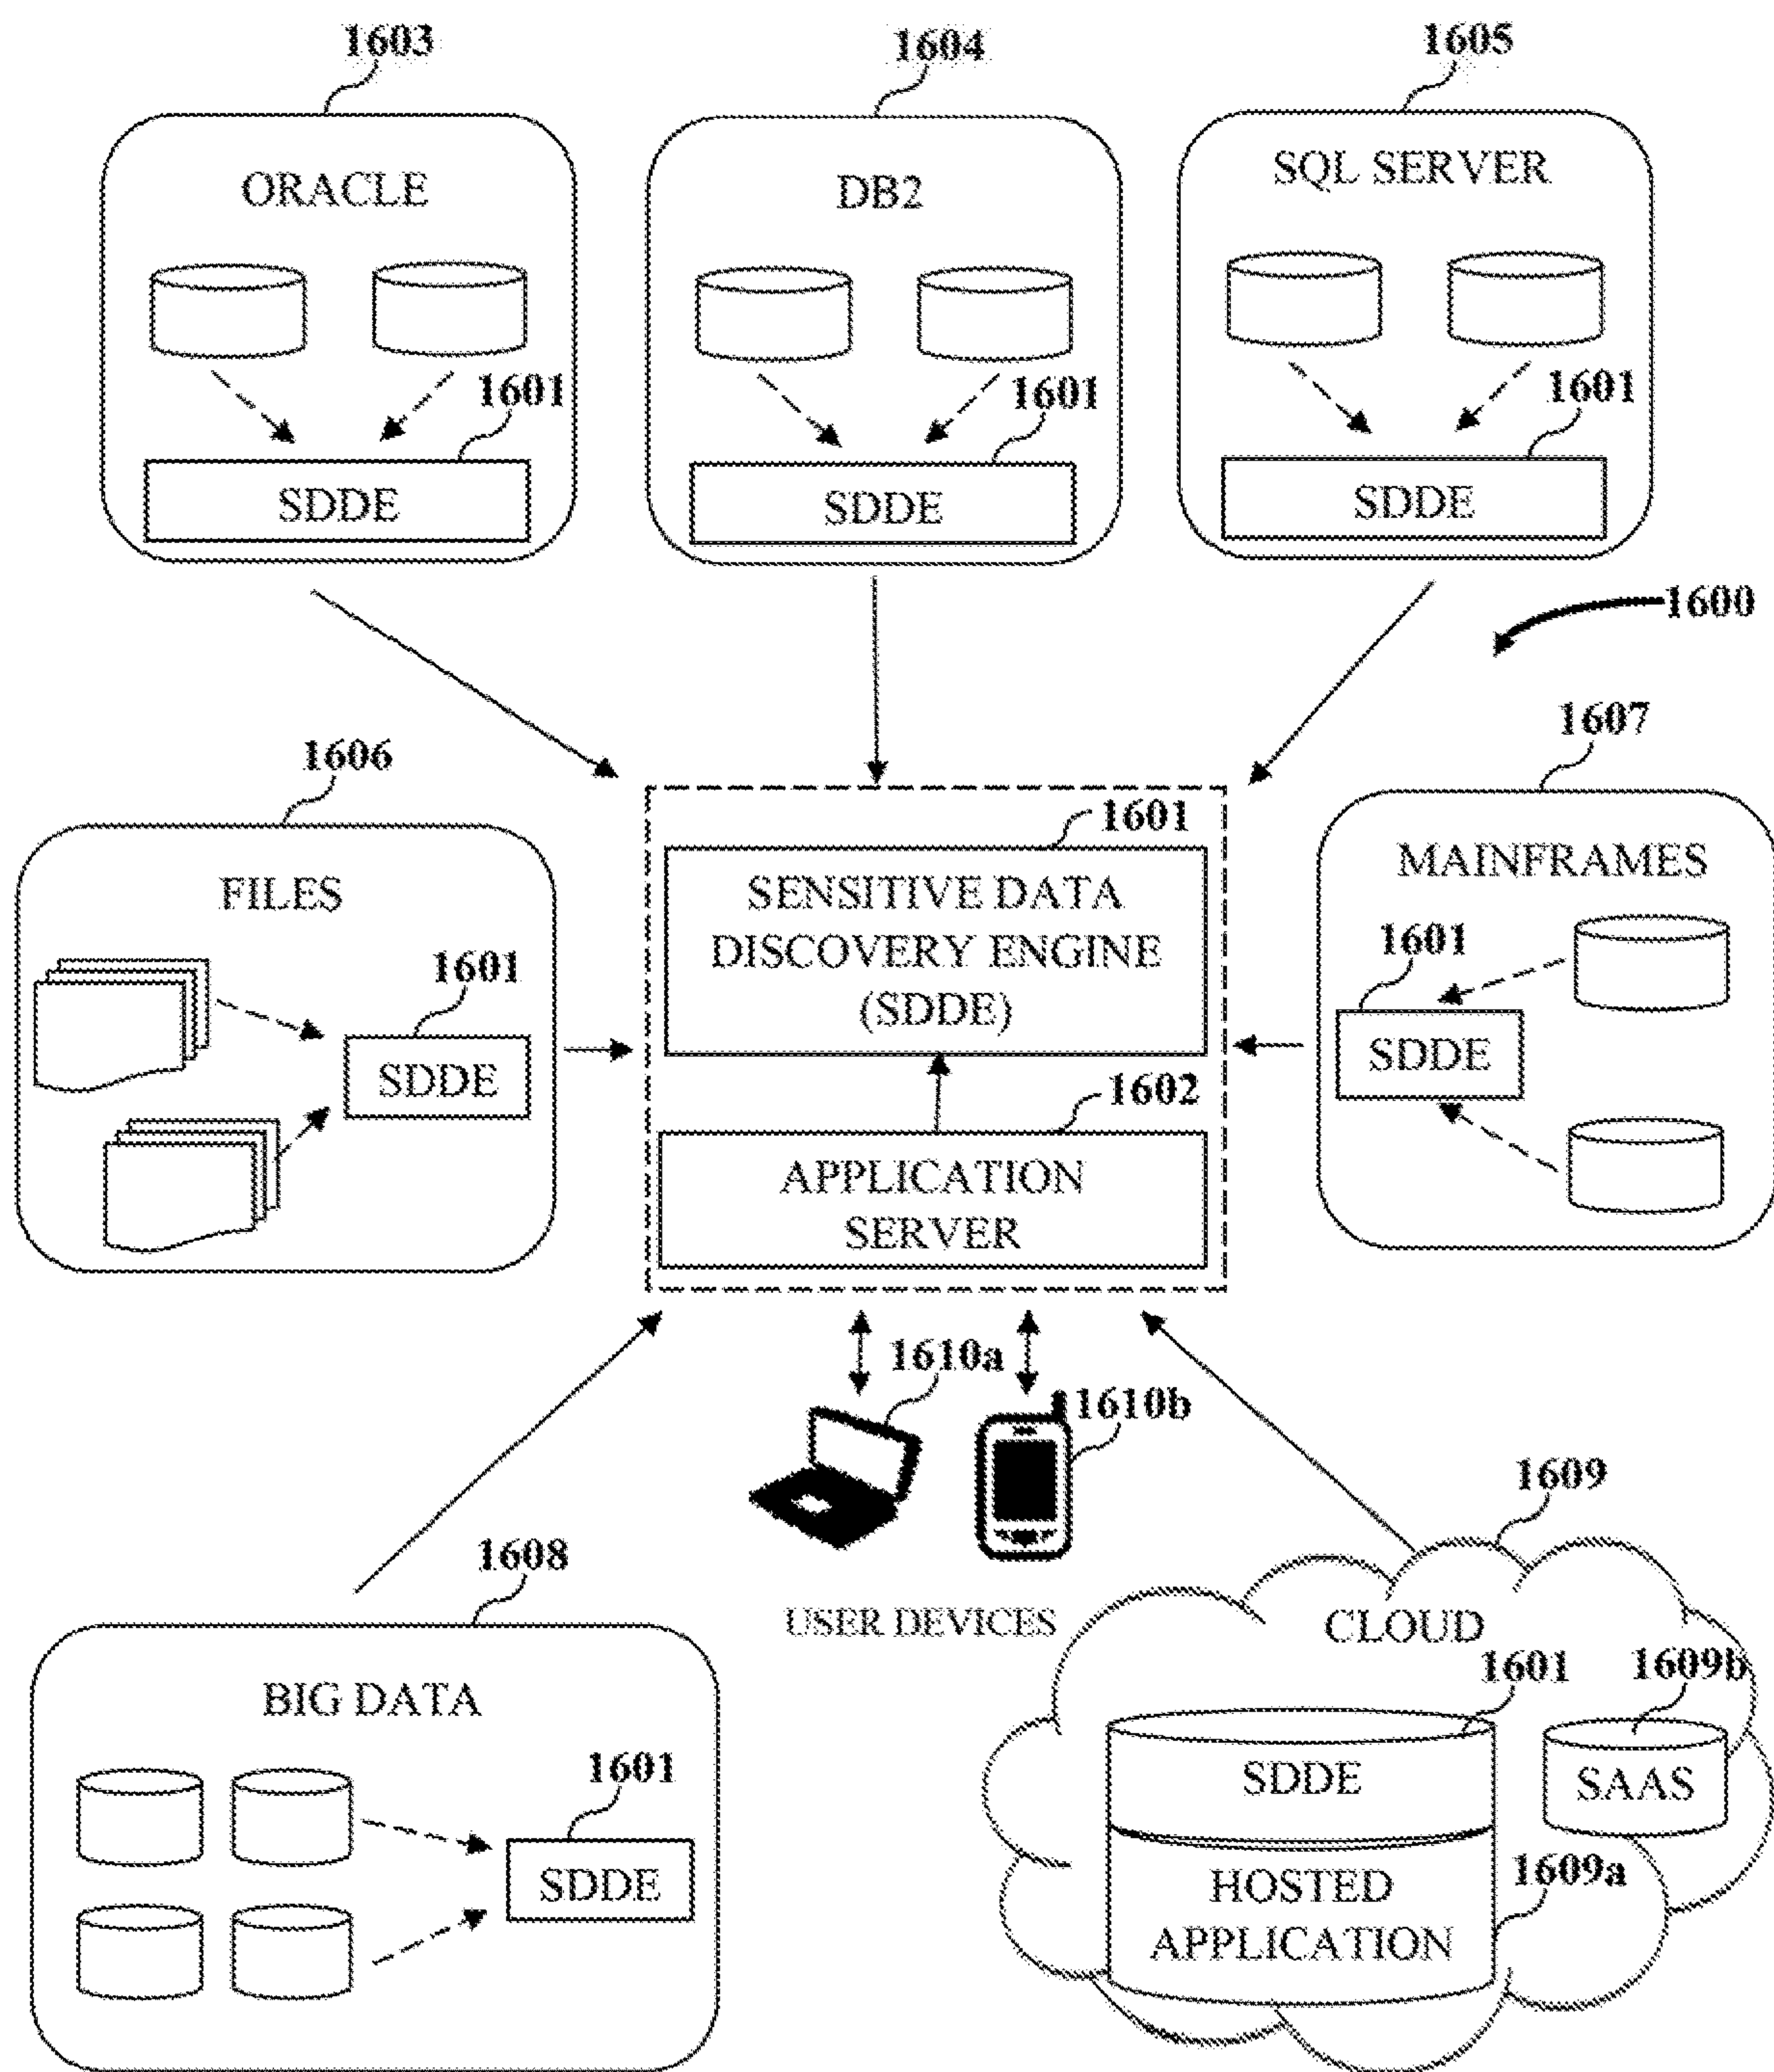 1603
1604
1605
ORACLE
DB2
SQL SERVER
1601
1601
1601
SDDE
SDDE
SDDE
1600
1606
1607
FILES
1601
SDDE
1601
SENSITIVE DATA
DISCOVERY ENGINE
(SDDE)
1602
APPLICATION
SERVER
MAINFRAMES
1601
SDDE
1610a
1610b
USER DEVICES
1608
BIG DATA
1601
SDDE
1609
CLOUD
1601
1609b
SDDE
SAAS
HOSTED
APPLICATION
1609a